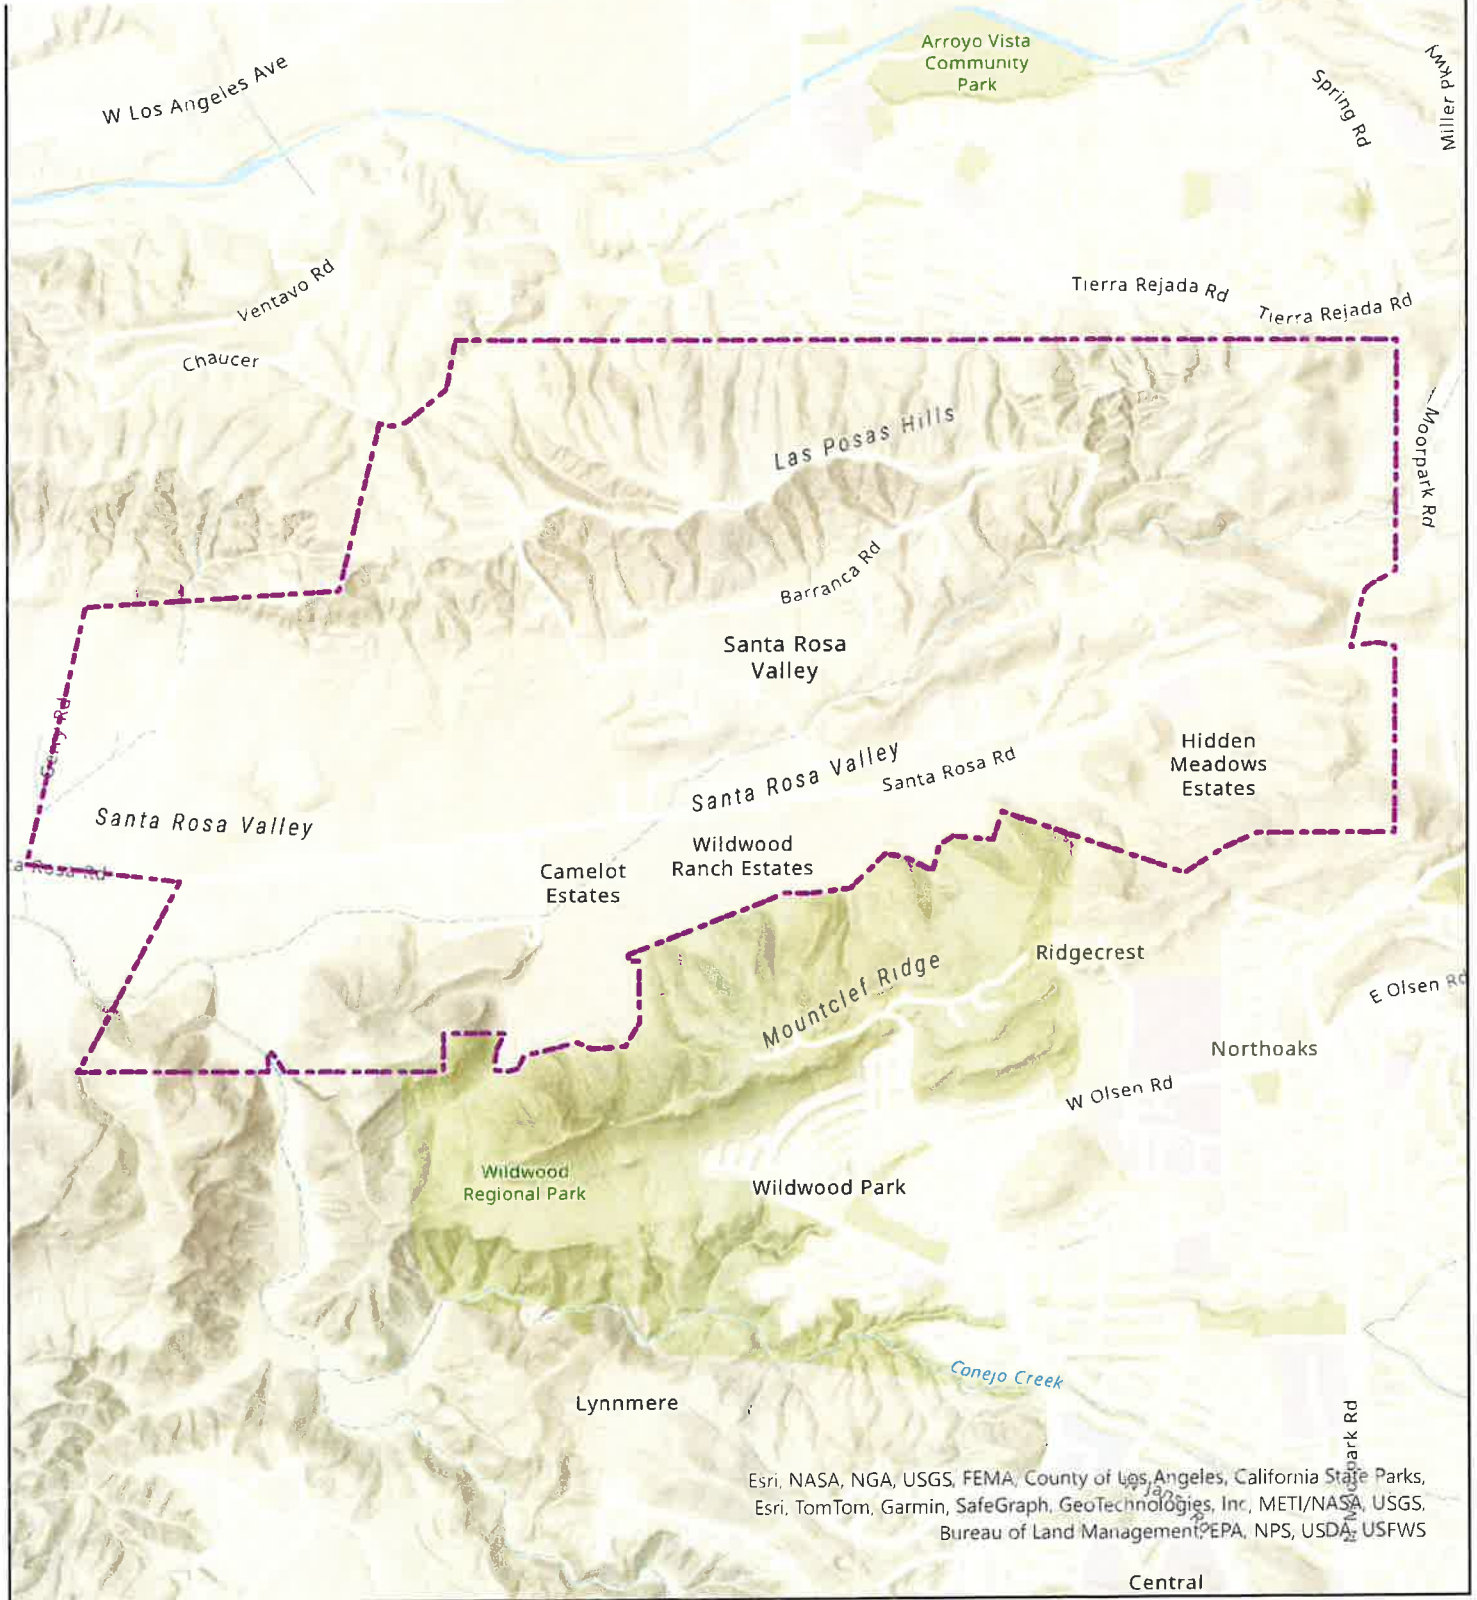 Arroyo Vista
Community
Park
W Los Angeles Ave
Spring Rd
Miller Pkwy
Ventavo Rd
Tierra Rejada Rd
Tierra Rejada Rd
Chaucer
Las Posas Hills
Moorpark Rd
Barranca Rd
Santa Rosa
Valley
Rd
Santa Rosa Valley
Santa Rosa Rd
Hidden
Meadows
Estates
Santa Rosa Valley
Wildwood
Ranch Estates
Camelot
Estates
Rosa Rd
Mountclef Ridge
Ridgecrest
E Olsen Rd
Northoaks
W Olsen Rd
Wildwood
Regional Park
Wildwood Park
Conejo Creek
Lynnmere
Esri, NASA, NGA, USGS, FEMA, County of Los Angeles, California State Parks,
Esri, TomTom, Garmin, SafeGraph, GeoTechnologies, Inc, METI/NASA, USGS,
Bureau of Land Management, EPA, NPS, USDA, USFWS
Central